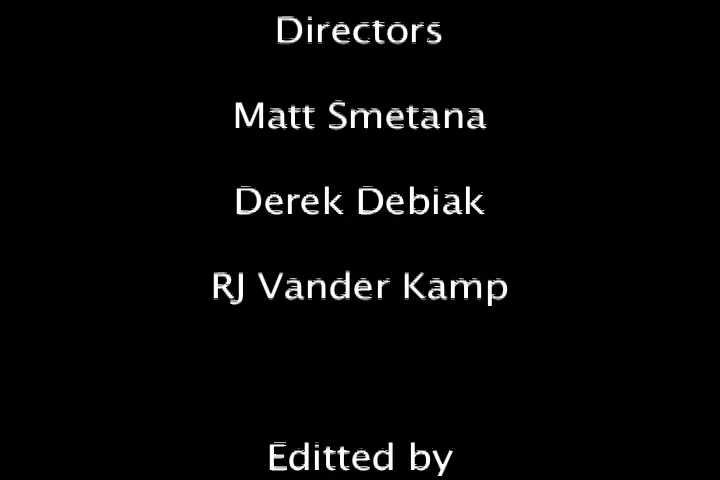 Directors
Matt Smetana
Derek Debiak
RJ Vander Kamp
Editted by